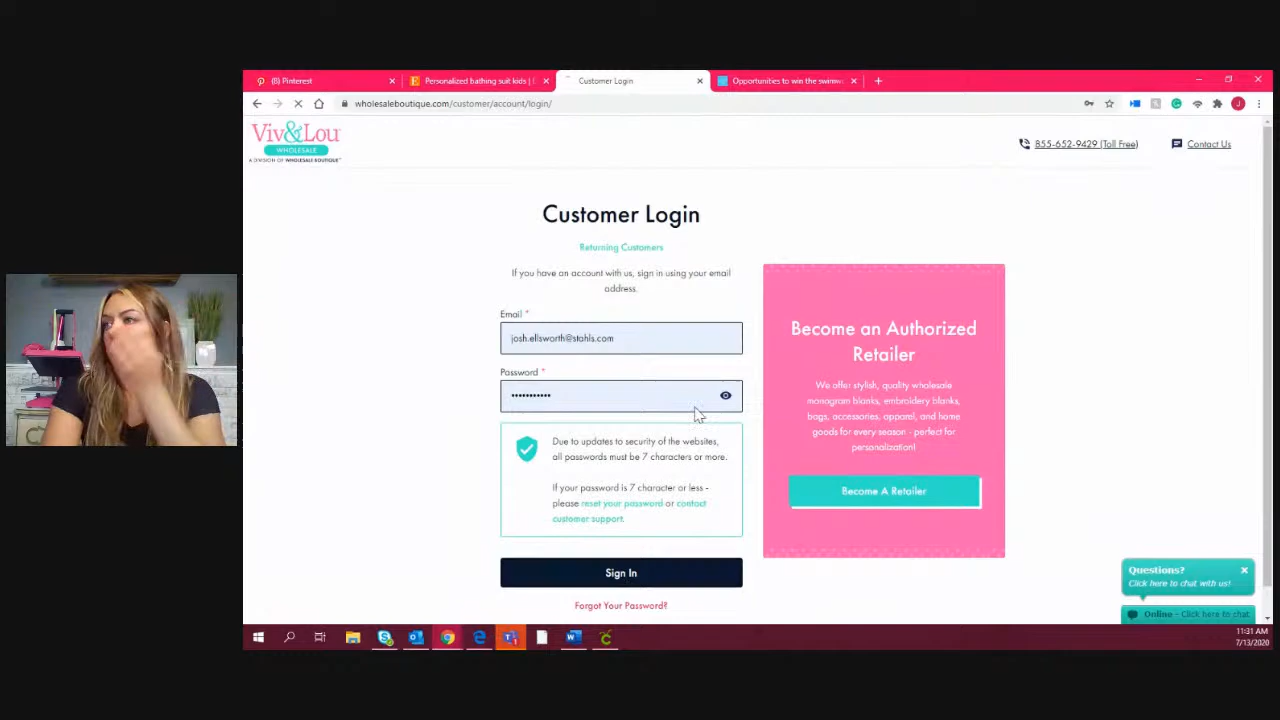 (8) Pinterest
Personalized bathing suit kids |
Customer Login
Opportunities to win the swimw
wholesaleboutique.com/customer/account/login/
J
Viv&Lou
WHOLESALE
A DIVISION OF WHOLESALE BOUTIQUE
855-652-9429 (Toll Free)
Contact Us
Customer Login
Returning Customers
If you have an account with us, sign in using your email
address.
Email *
josh.ellsworth@stahls.com
Password *
•••••••••••
Due to updates to security of the websites,
all passwords must be 7 characters or more.
If your password is 7 character or less -
please reset your password or contact
customer support.
Sign In
Forgot Your Password?
Become an Authorized
Retailer
We offer stylish, quality wholesale
monogram blanks, embroidery blanks,
bags, accessories, apparel, and home
goods for every season - perfect for
personalization!
Become A Retailer
Questions?
Click here to chat with us!
Online - Click here to chat
11:31 AM
7/13/2020